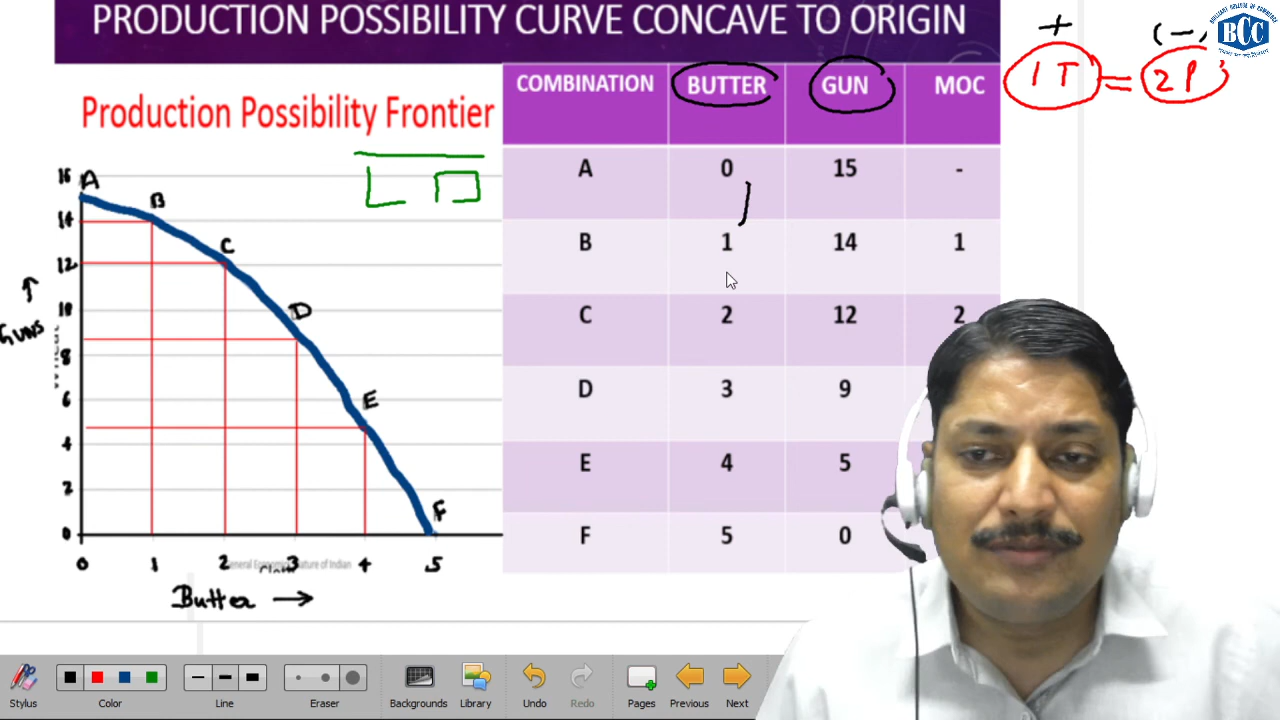 PRODUCTION POSSIBILITY CURVE CONCAVE TO ORIGIN
+ (-)
1T = 2P
BCC
Production Possibility Frontier
COMBINATION BUTTER GUN MOC
A 0 15 -
B 1 14 1
C 2 12 2
D 3 9
E 4 5
F 5 0
16
14
12
10
8
6
4
2
0
A
B
C
D
E
F
GUNS
0 1 2 3 4 5
Butter →
Stylus Color Line Eraser Backgrounds Library Undo Redo Pages Previous Next